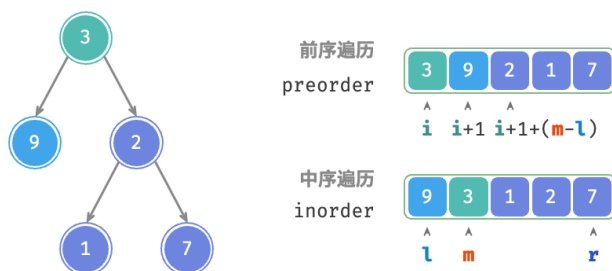 3
9
2
1
7
前序遍历
preorder
3 9 2 1 7
i i+1 i+1+(m-l)
中序遍历
inorder
9 3 1 2 7
l m r